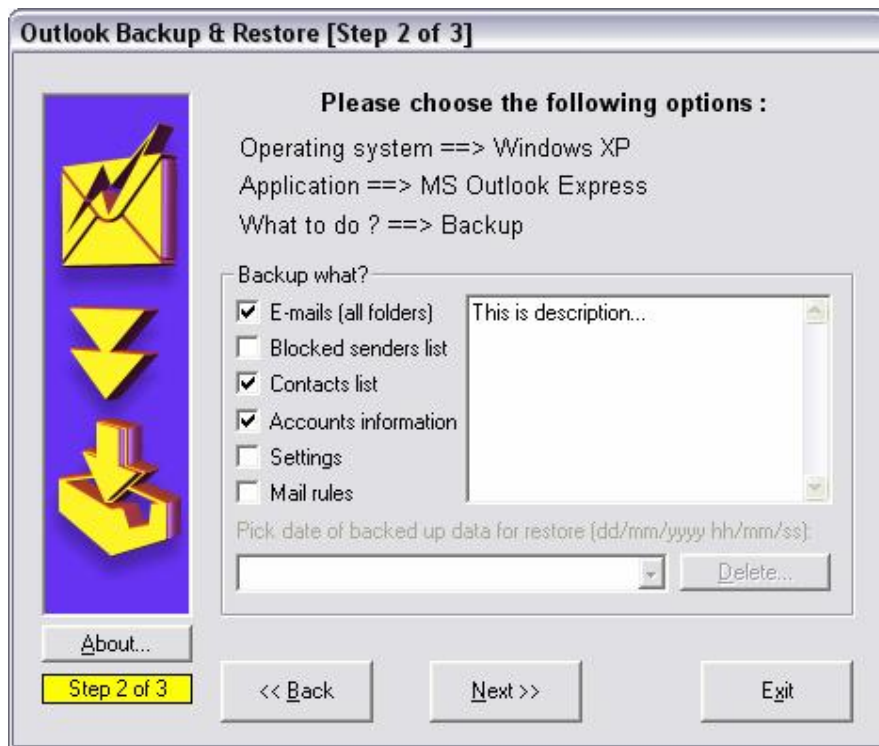 Outlook Backup & Restore [Step 2 of 3]
Please choose the following options :
Operating system ==> Windows XP
Application ==> MS Outlook Express
What to do ? ==> Backup
Backup what?
E-mails (all folders)
Blocked senders list
Contacts list
Accounts information
Settings
Mail rules
This is description...
Pick date of backed up data for restore (dd/mm/yyyy hh/mm/ss):
Delete...
About...
Step 2 of 3
<< Back
Next >>
Exit